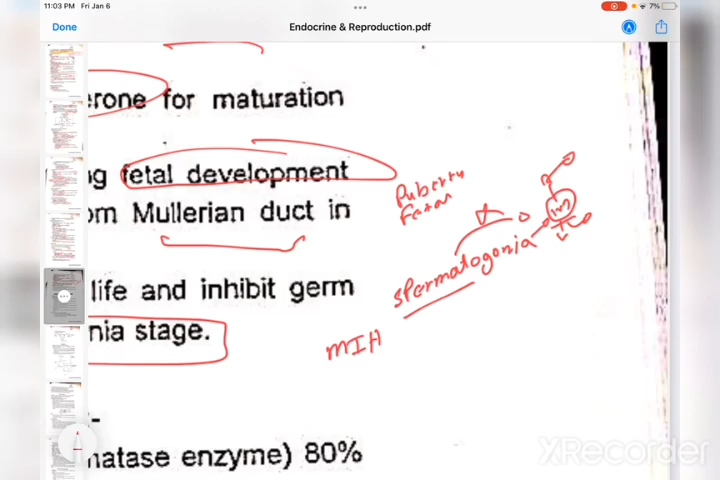 11:03 PM Fri Jan 6
7%
Done
Endocrine & Reproduction.pdf
erone for maturation
ng fetal development
om Mullerian duct in
life and inhibit germ
nia stage.
natase enzyme) 80%
Puberty
spermatogonia
MIH
XRecorder